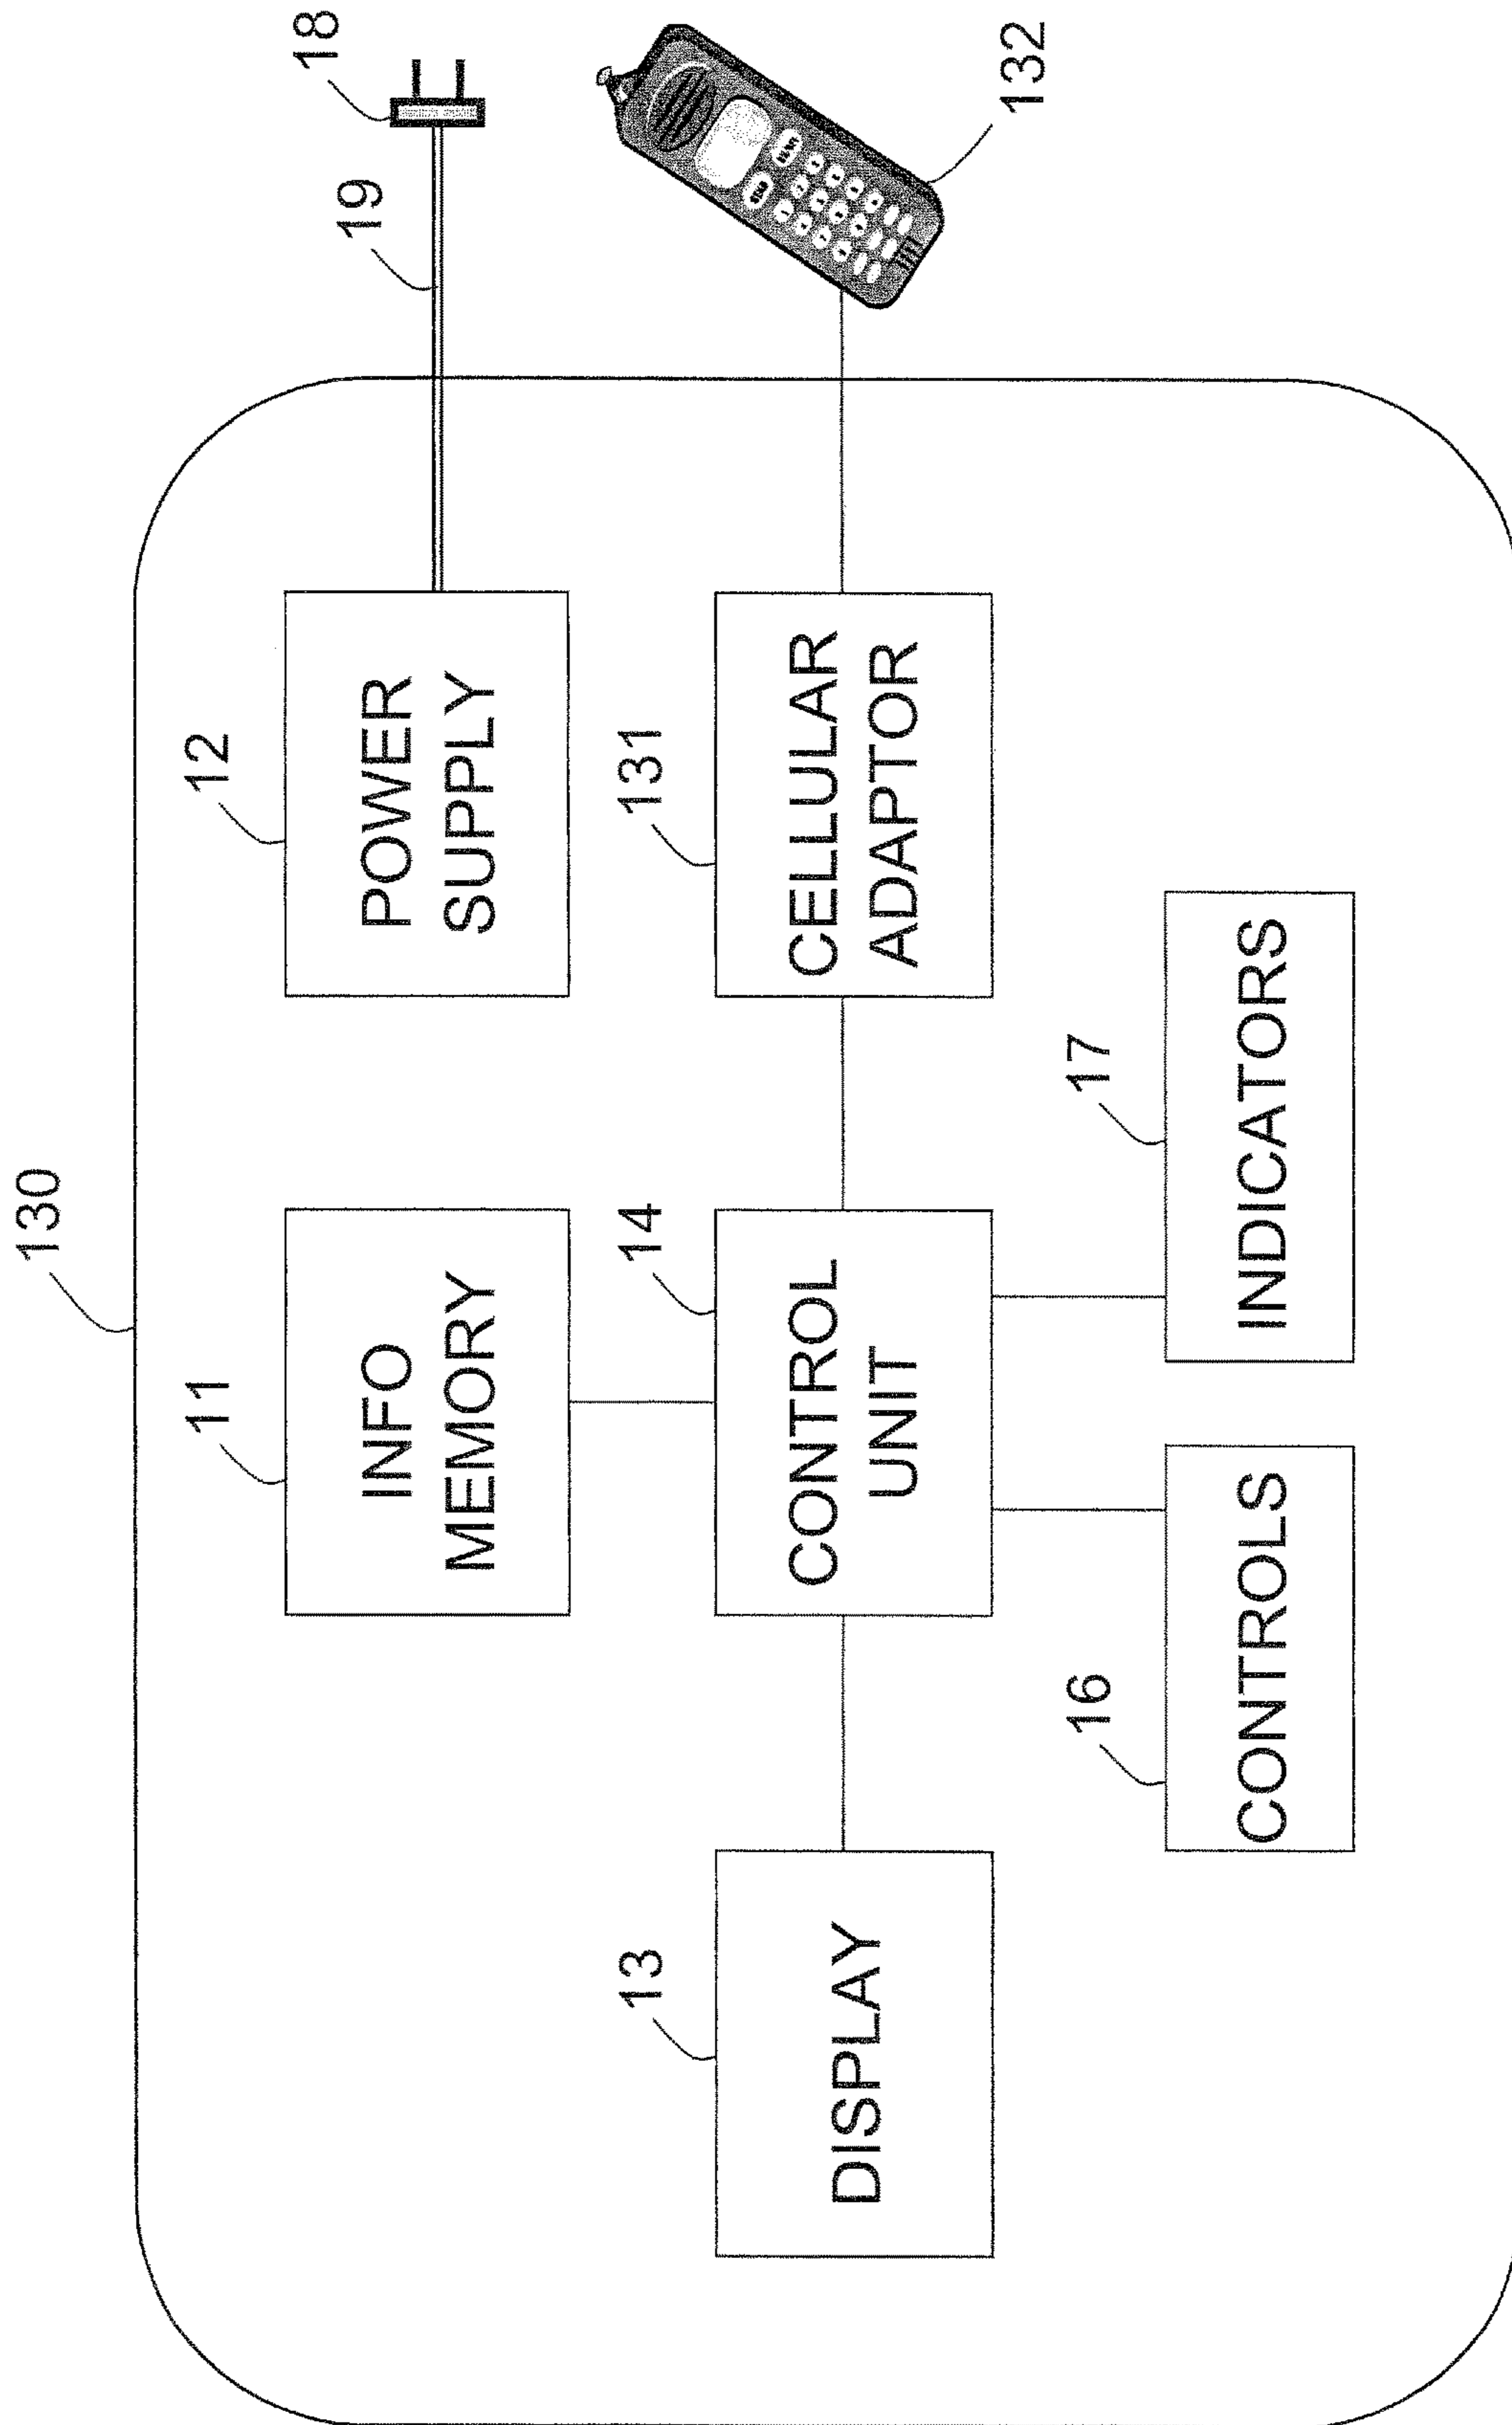 130
11
INFO
MEMORY
12
POWER
SUPPLY
19
18
13
DISPLAY
14
CONTROL
UNIT
131
CELLULAR
ADAPTOR
132
16
CONTROLS
17
INDICATORS